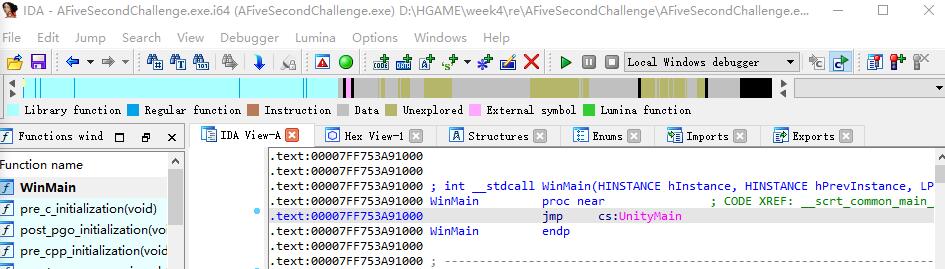 IDA - AFiveSecondChallenge.exe.i64 (AFiveSecondChallenge.exe) D:\HGAME\week4\re\AFiveSecondChallenge\AFiveSecondChallenge.e...
File Edit Jump Search View Debugger Lumina Options Windows Help
Local Windows debugger
Library function Regular function Instruction Data Unexplored External symbol Lumina function
Functions wind IDA View-A Hex View-1 Structures Enums Imports Exports
Function name
WinMain
pre_c_initialization(void)
post_pgo_initialization(vo
pre_cpp_initialization(void
.text:00007FF753A91000
.text:00007FF753A91000
.text:00007FF753A91000 ; int __stdcall WinMain(HINSTANCE hInstance, HINSTANCE hPrevInstance, LP
.text:00007FF753A91000 WinMain proc near ; CODE XREF: __scrt_common_main_
.text:00007FF753A91000 jmp cs:UnityMain
.text:00007FF753A91000 WinMain endp
.text:00007FF753A91000
.text:00007FF753A91000 ; ---------------------------------------------------------------